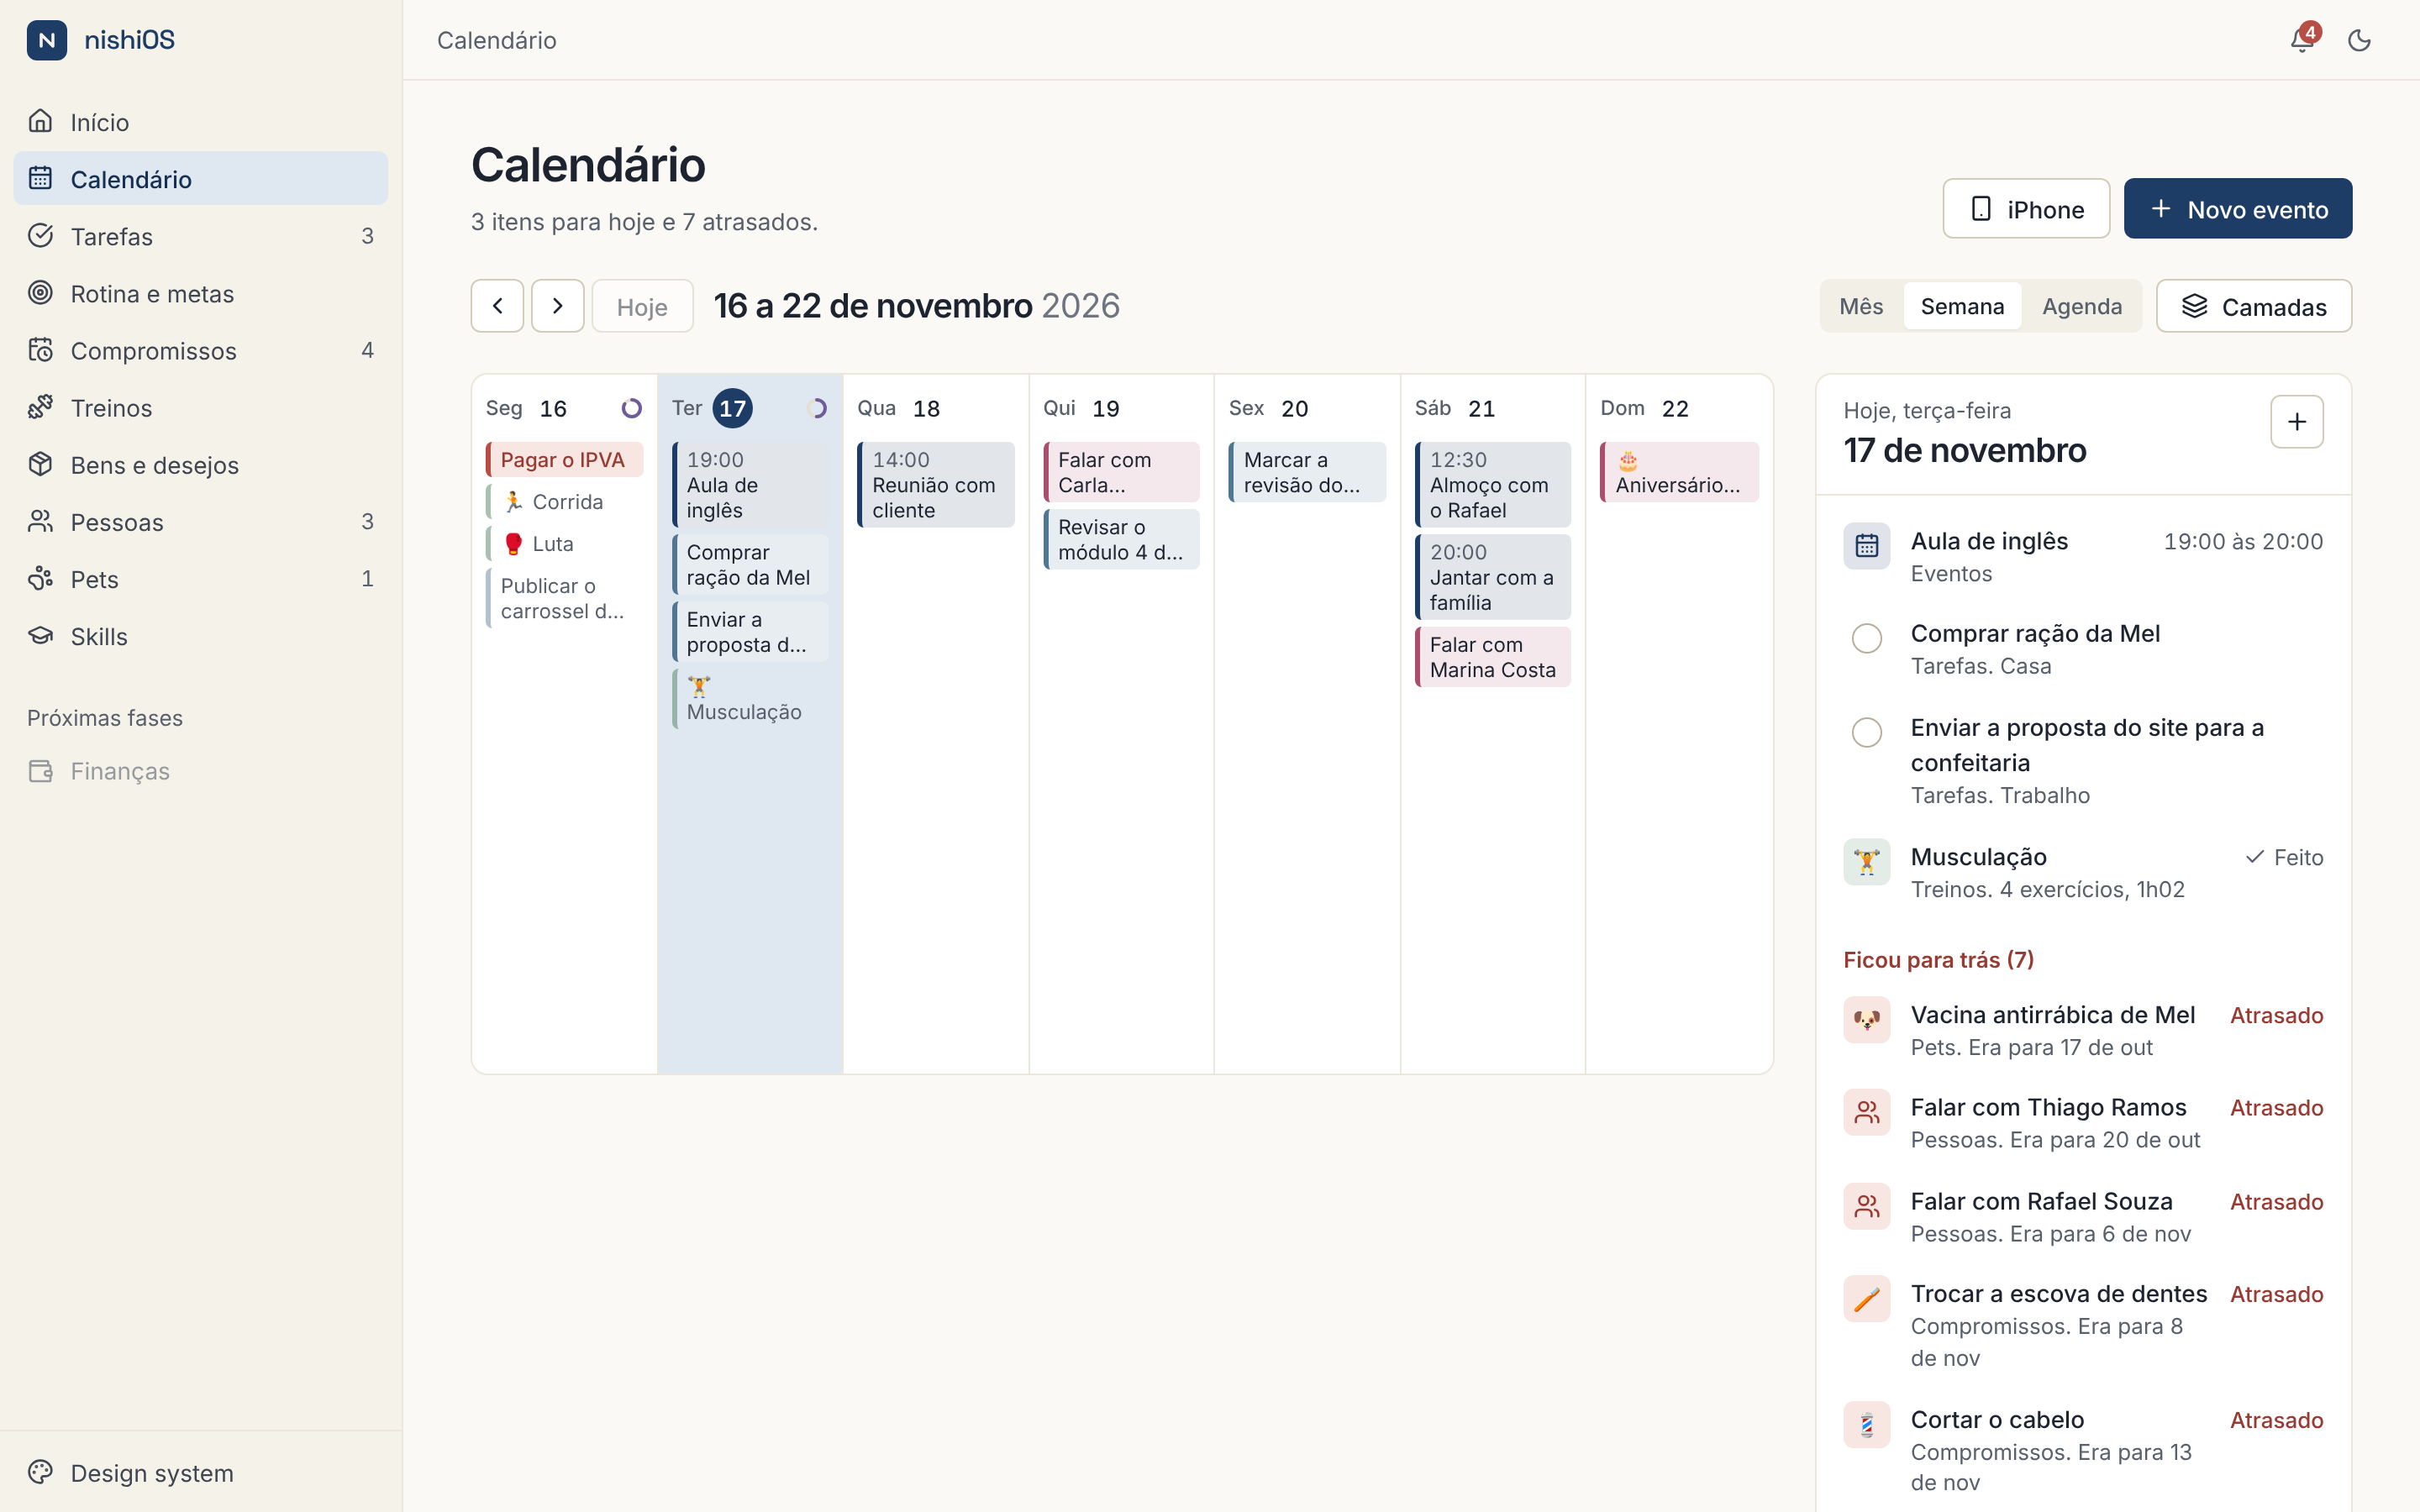 N nishiOS
Início
Calendário
Tarefas 3
Rotina e metas
Compromissos 4
Treinos
Bens e desejos
Pessoas 3
Pets 1
Skills
Próximas fases
Finanças
Design system
Calendário
4
Calendário
3 itens para hoje e 7 atrasados.
iPhone
Novo evento
Hoje
16 a 22 de novembro 2026
Mês Semana Agenda
Camadas
Seg 16
Pagar o IPVA
Corrida
Luta
Publicar o
carrossel d...
Ter 17
19:00
Aula de
inglês
Comprar
ração da Mel
Enviar a
proposta d...
Musculação
Qua 18
14:00
Reunião com
cliente
Qui 19
Falar com
Carla...
Revisar o
módulo 4 d...
Sex 20
Marcar a
revisão do...
Sáb 21
12:30
Almoço com
o Rafael
20:00
Jantar com a
família
Falar com
Marina Costa
Dom 22
Aniversário...
Hoje, terça-feira
17 de novembro
Aula de inglês 19:00 às 20:00
Eventos
Comprar ração da Mel
Tarefas. Casa
Enviar a proposta do site para a
confeitaria
Tarefas. Trabalho
Musculação Feito
Treinos. 4 exercícios, 1h02
Ficou para trás (7)
Vacina antirrábica de Mel Atrasado
Pets. Era para 17 de out
Falar com Thiago Ramos Atrasado
Pessoas. Era para 20 de out
Falar com Rafael Souza Atrasado
Pessoas. Era para 6 de nov
Trocar a escova de dentes Atrasado
Compromissos. Era para 8
de nov
Cortar o cabelo Atrasado
Compromissos. Era para 13
de nov